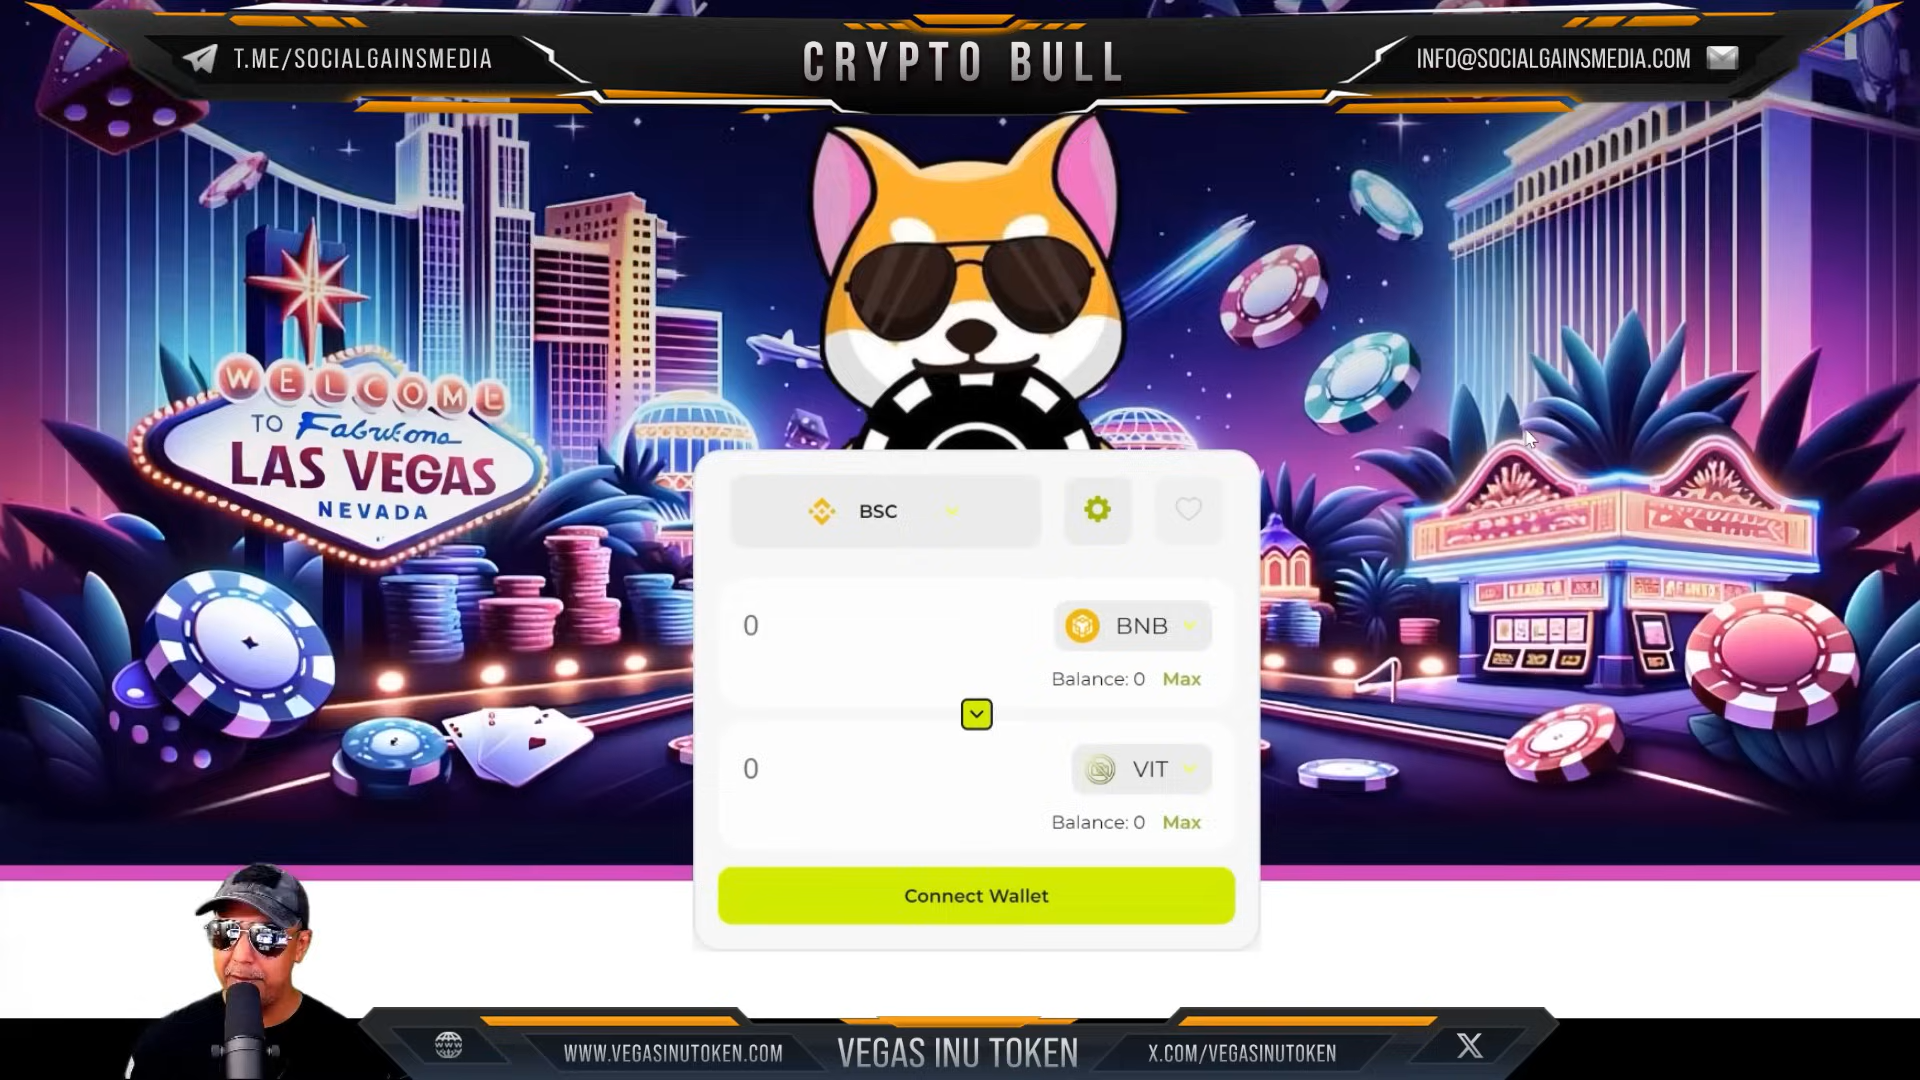 T.ME/SOCIALGAINSMEDIA
CRYPTO BULL
INFO@SOCIALGAINSMEDIA.COM
WELCOME
TO Fabulous
LAS VEGAS
NEVADA
BSC
0
BNB
Balance: 0 Max
0
VIT
Balance: 0 Max
Connect Wallet
WWW.VEGASINUTOKEN.COM
VEGAS INU TOKEN
X.COM/VEGASINUTOKEN